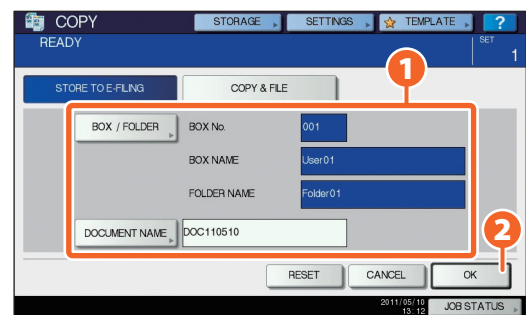 COPY
STORAGE
SETTINGS
TEMPLATE
?
READY
SET
1
1
STORE TO E-FILING
COPY & FILE
BOX / FOLDER
BOX No.
001
BOX NAME
User01
FOLDER NAME
Folder01
DOCUMENT NAME
DOC110510
2
RESET
CANCEL
OK
2011/05/10
13:12
JOB STATUS